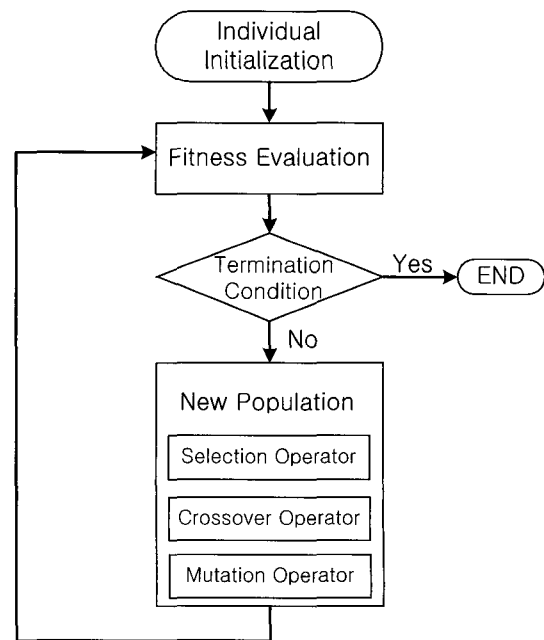 Individual
Initialization
Fitness Evaluation
Termination
Condition
Yes
END
No
New Population
Selection Operator
Crossover Operator
Mutation Operator